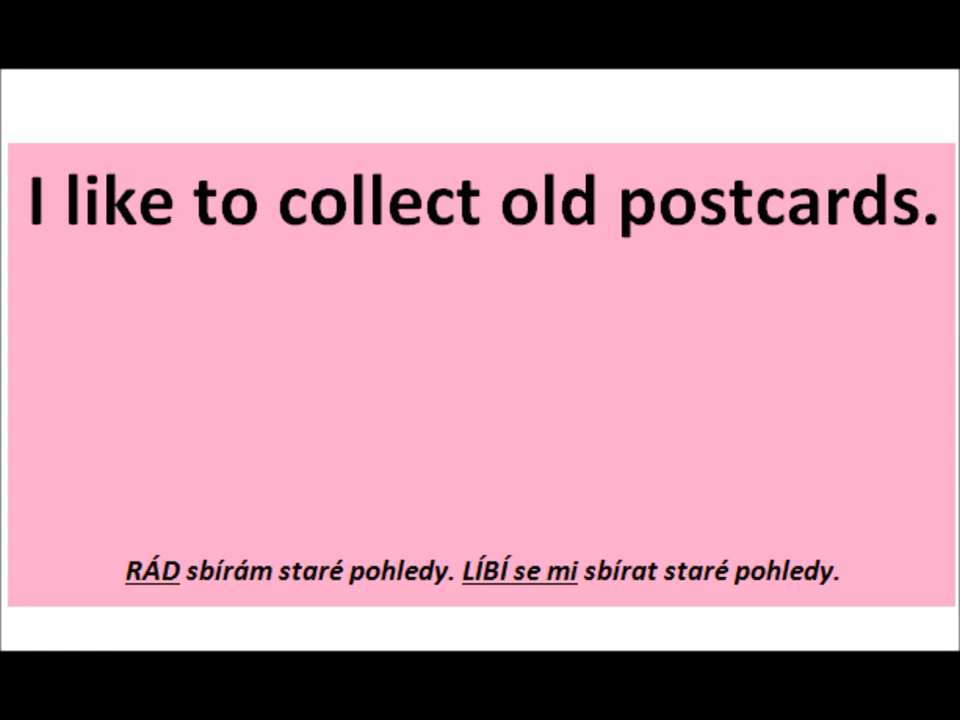 I like to collect old postcards.
RÁD sbírám staré pohledy. LÍBÍ se mi sbírat staré pohledy.